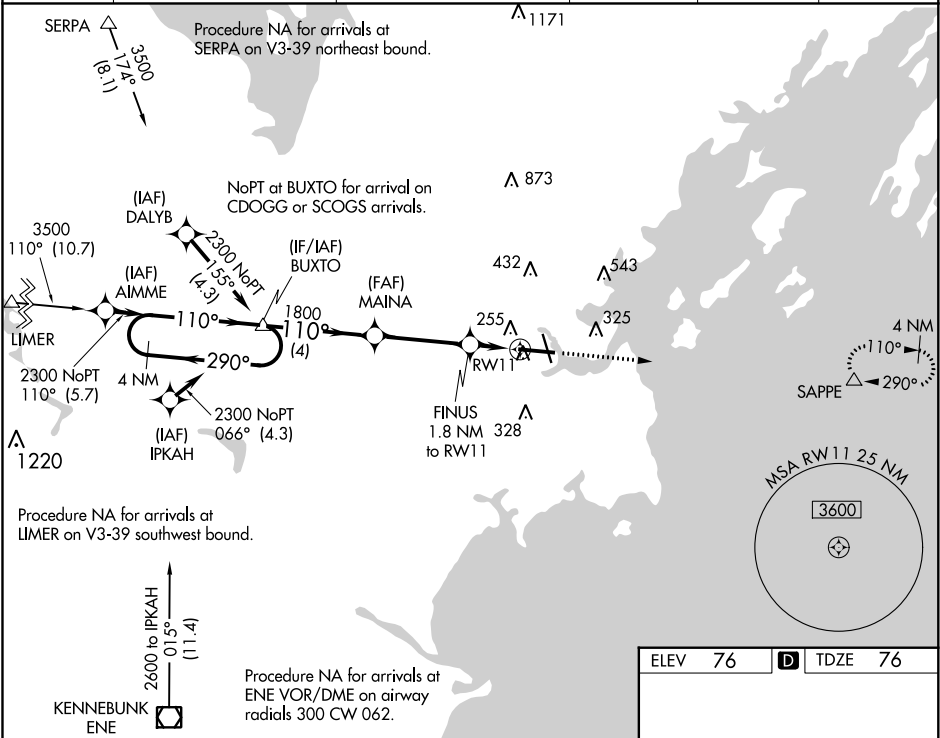 SERPA
3500
174°
(8.1)
Procedure NA for arrivals at
SERPA on V3-39 northeast bound.
1171
873
NoPT at BUXTO for arrival on
CDOGG or SCOGS arrivals.
(IAF)
DALYB
2300 NoPT
155°
(4.3)
3500
110° (10.7)
(IAF)
AIMME
(IF/IAF)
BUXTO
(FAF)
MAINA
432
543
LIMER
110°
1800
110°
(4)
255
325
RW11
290°
2300 NoPT
110° (5.7)
4 NM
2300 NoPT
066° (4.3)
(IAF)
IPKAH
FINUS
1.8 NM
to RW11
328
4 NM
110°
290°
SAPPE
1220
Procedure NA for arrivals at
LIMER on V3-39 southwest bound.
MSA RW11 25 NM
3600
2600 to IPKAH
015°
(11.4)
KENNEBUNK
ENE
Procedure NA for arrivals at
ENE VOR/DME on airway
radials 300 CW 062.
ELEV 76 D TDZE 76